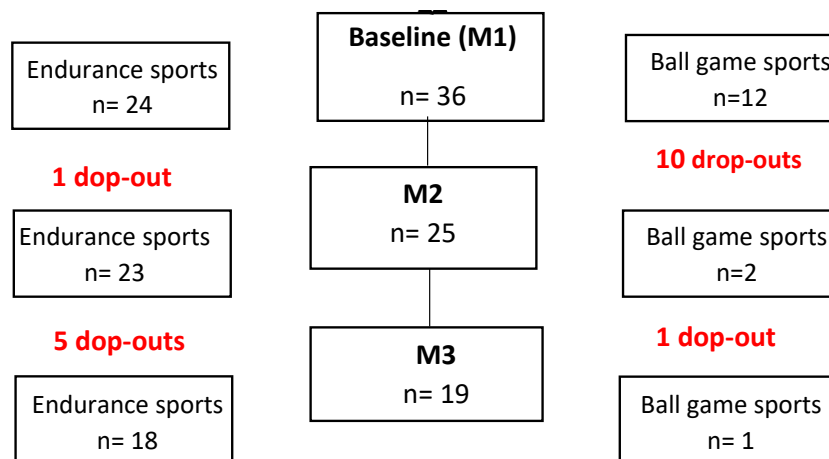 Baseline (M1)
n= 36
Endurance sports
n= 24
Ball game sports
n=12
1 dop-out
10 drop-outs
M2
n= 25
Endurance sports
n= 23
Ball game sports
n=2
5 dop-outs
1 dop-out
M3
n= 19
Endurance sports
n= 18
Ball game sports
n= 1